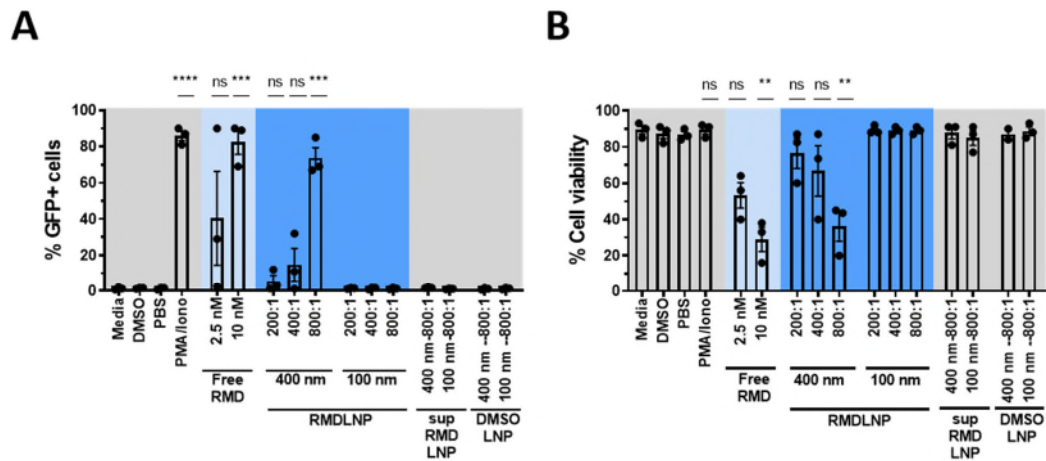 A
**** ns *** ns ns ***
% GFP+ cells
100
80
60
40
20
0
Media
DMSO
PBS
PMA/Iono
2.5 nM
10 nM
200:1
400:1
800:1
200:1
400:1
800:1
400 nm-800:1
100 nm-800:1
400 nm -800:1
100 nm -800:1
Free
RMD
400 nm
100 nm
RMDLNP
sup
RMD
LNP
DMSO
LNP
B
ns ns ** ns ns **
% Cell viability
100
80
60
40
20
0
Media
DMSO
PBS
PMA/Iono
2.5 nM
10 nM
200:1
400:1
800:1
200:1
400:1
800:1
400 nm-800:1
100 nm-800:1
400 nm -800:1
100 nm -800:1
Free
RMD
400 nm
100 nm
RMDLNP
sup
RMD
LNP
DMSO
LNP